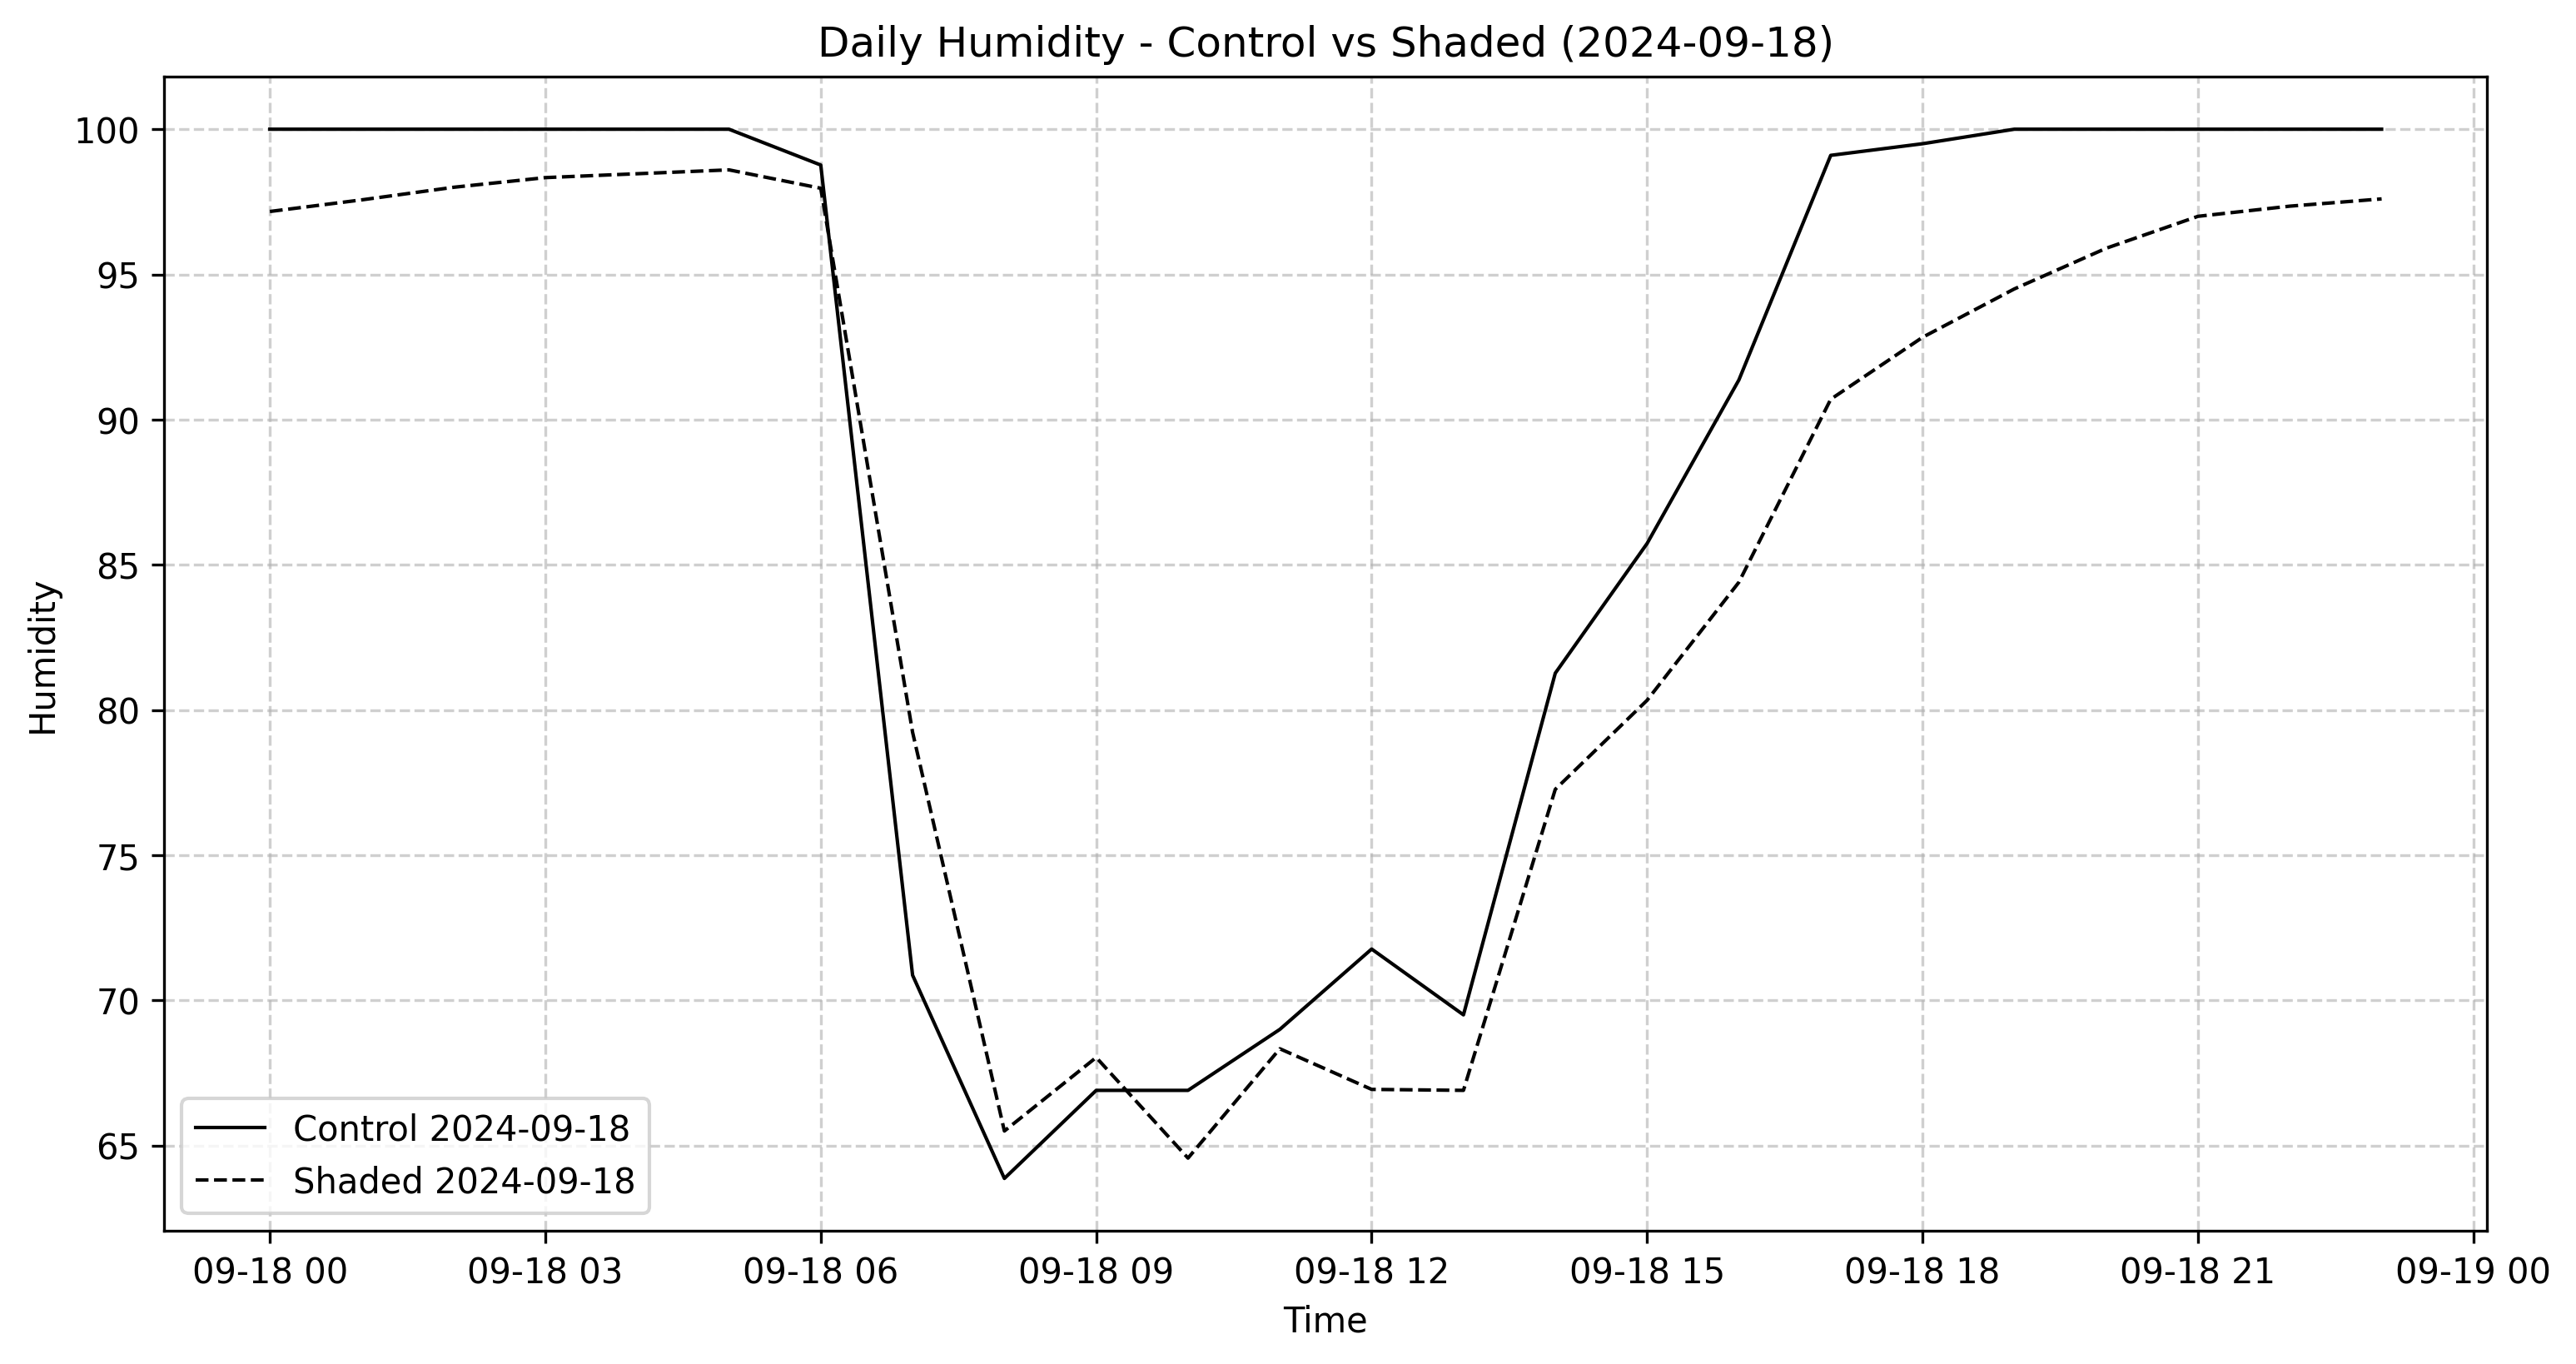 Daily Humidity - Control vs Shaded (2024-09-18)
100
95
90
85
80
75
70
65
Humidity
Control 2024-09-18
Shaded 2024-09-18
09-18 00 09-18 03 09-18 06 09-18 09 09-18 12 09-18 15 09-18 18 09-18 21 09-19 00
Time